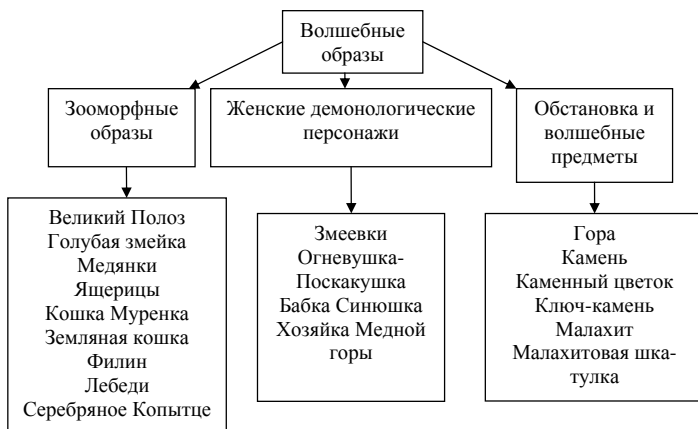 Волшебные
образы
Зооморфные
образы
Женские демонологические
персонажи
Обстановка и
волшебные
предметы
Великий Полоз
Голубая змейка
Медянки
Ящерицы
Кошка Муренка
Земляная кошка
Филин
Лебеди
Серебряное Копытце
Змеевки
Огневушка-
Поскакушка
Бабка Синюшка
Хозяйка Медной
горы
Гора
Камень
Каменный цветок
Ключ-камень
Малахит
Малахитовая шка-
тулка